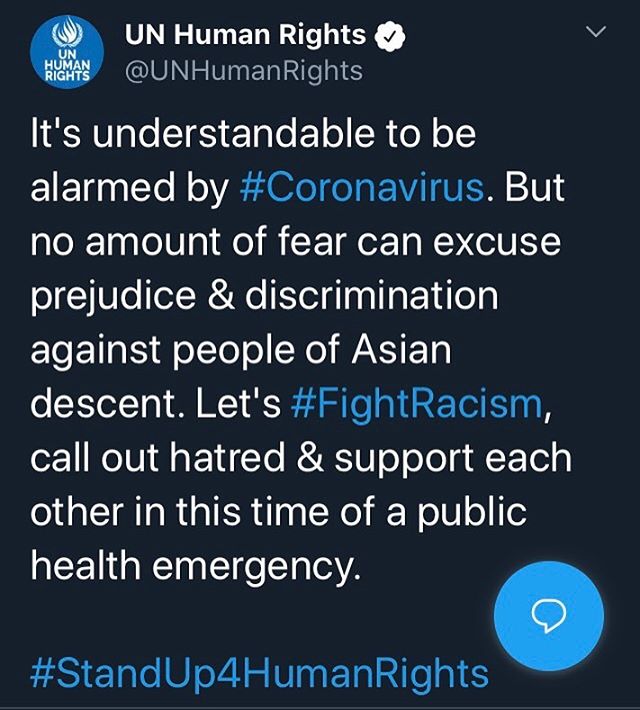 UN
HUMAN
RIGHTS
UN Human Rights
@UNHumanRights
It's understandable to be
alarmed by #Coronavirus. But
no amount of fear can excuse
prejudice & discrimination
against people of Asian
descent. Let's #FightRacism,
call out hatred & support each
other in this time of a public
health emergency.
#StandUp4HumanRights